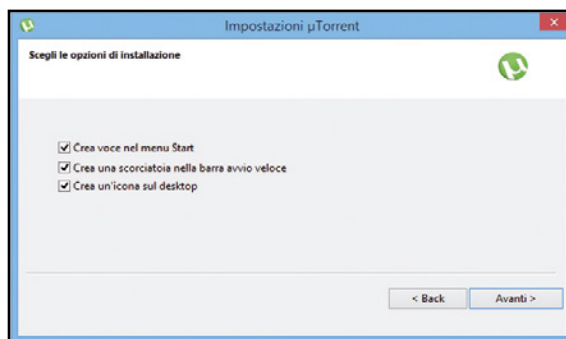 Impostazioni µTorrent
Scegli le opzioni di installazione
Crea voce nel menu Start
Crea una scorciatoia nella barra avvio veloce
Crea un'icona sul desktop
< Back
Avanti >